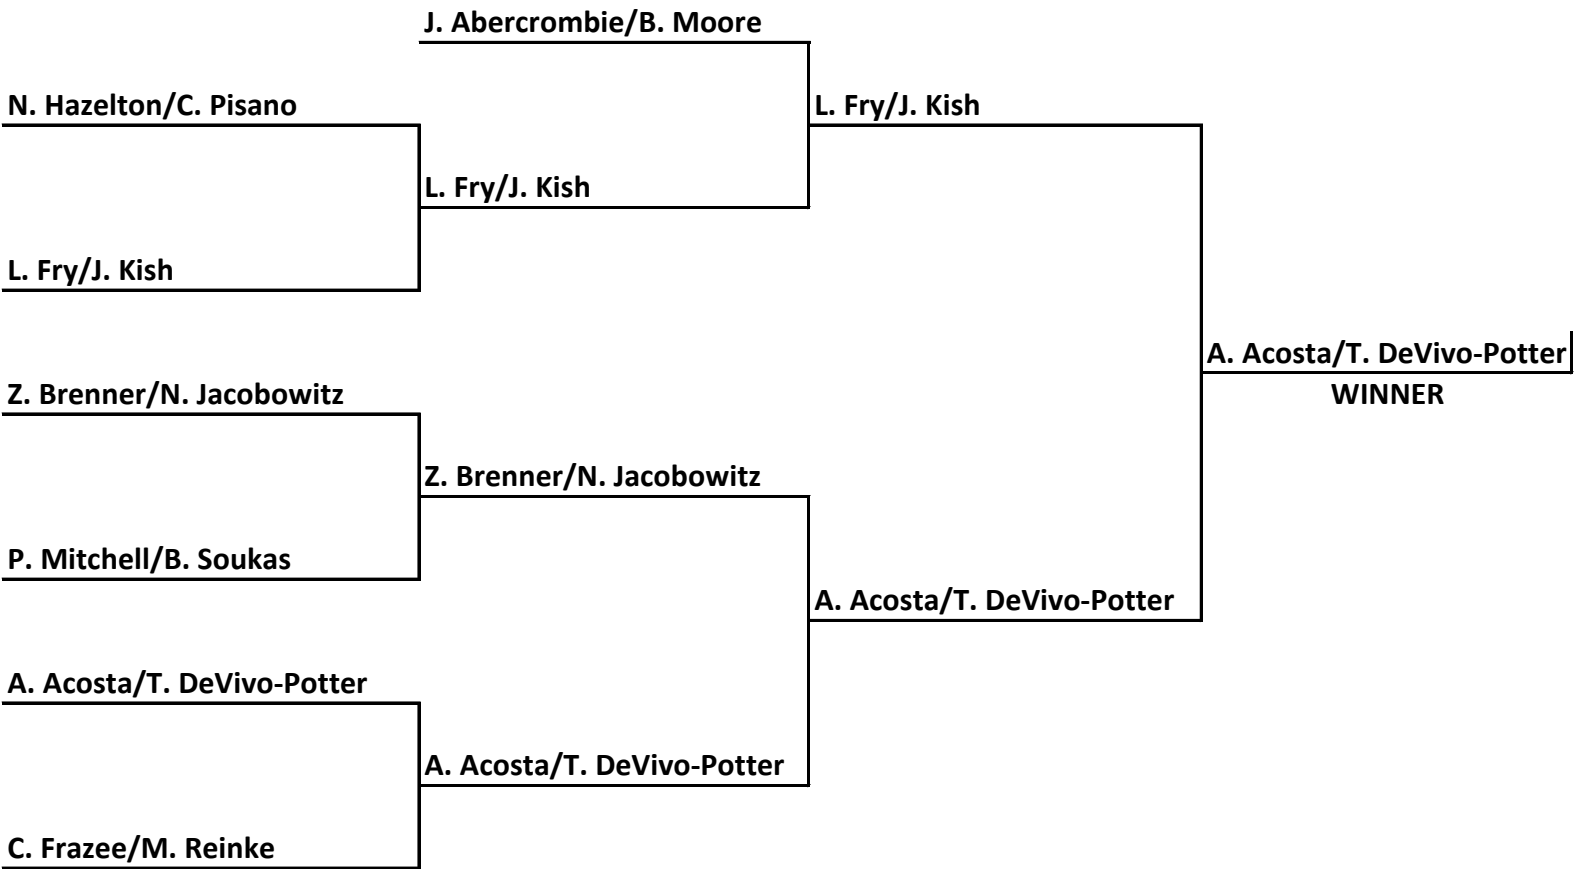 J. Abercrombie/B. Moore
N. Hazelton/C. Pisano
L. Fry/J. Kish
L. Fry/J. Kish
L. Fry/J. Kish
A. Acosta/T. DeVivo-Potter
Z. Brenner/N. Jacobowitz
WINNER
Z. Brenner/N. Jacobowitz
P. Mitchell/B. Soukas
A. Acosta/T. DeVivo-Potter
A. Acosta/T. DeVivo-Potter
A. Acosta/T. DeVivo-Potter
C. Frazee/M. Reinke